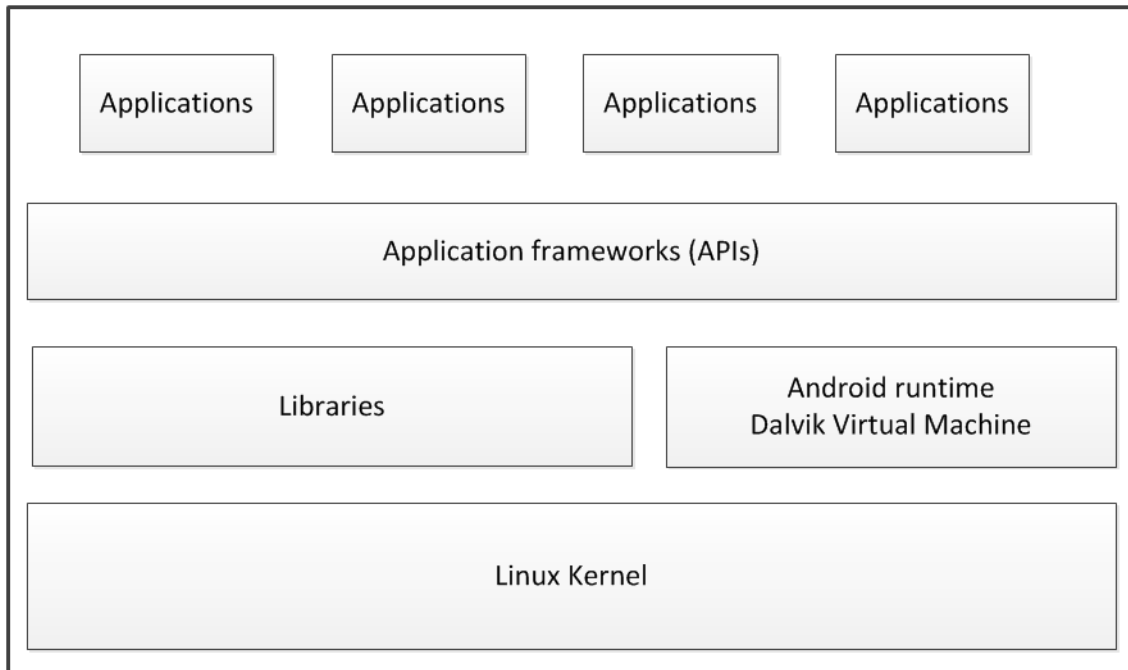 Applications
Applications
Applications
Applications
Application frameworks (APIs)
Libraries
Android runtime
Dalvik Virtual Machine
Linux Kernel